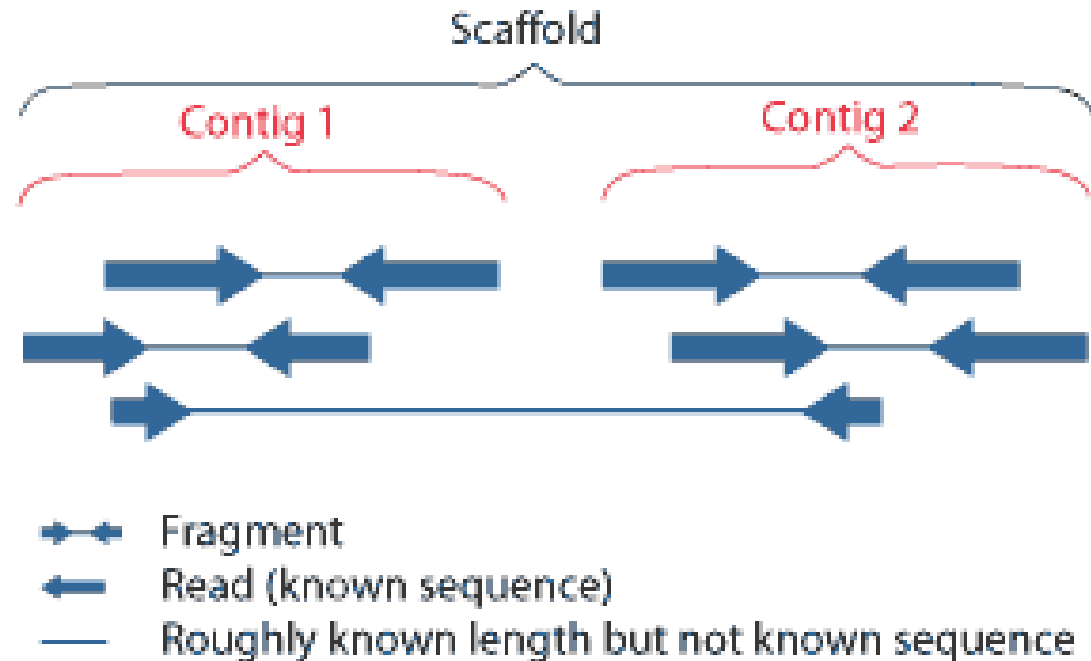 Scaffold
Contig 1
Contig 2
Fragment
Read (known sequence)
Roughly known length but not known sequence